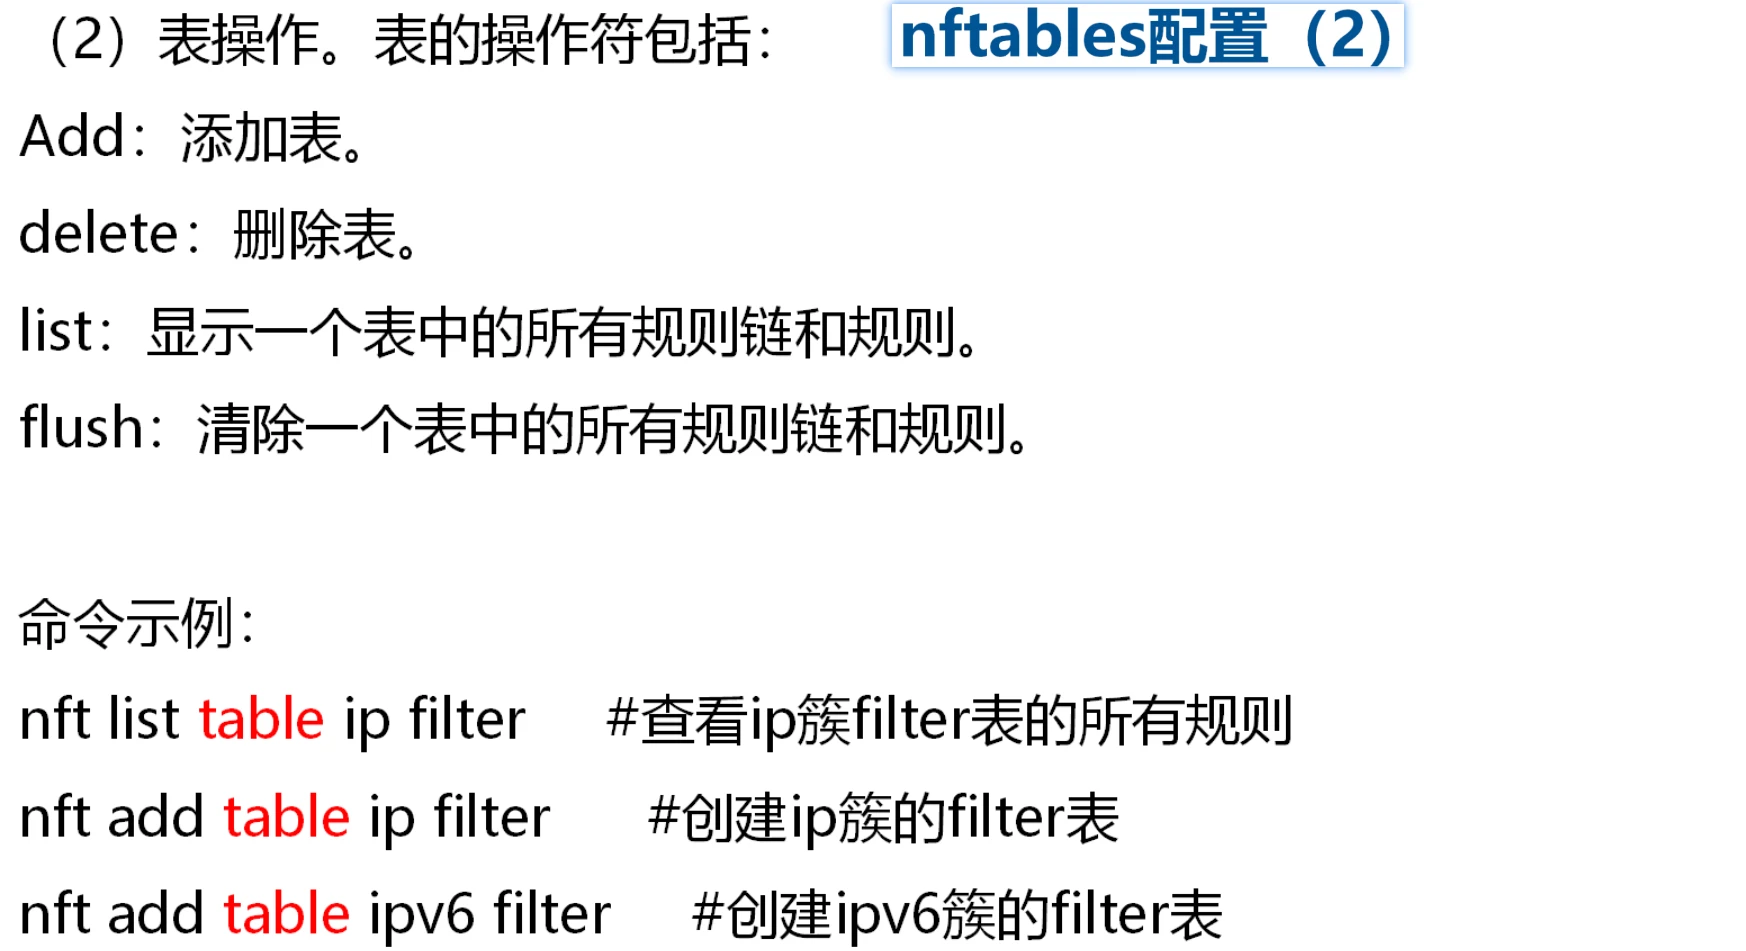 （2）表操作。表的操作符包括：
nftables配置（2）
Add：添加表。
delete：删除表。
list：显示一个表中的所有规则链和规则。
flush：清除一个表中的所有规则链和规则。
命令示例：
nft list table ip filter #查看ip簇filter表的所有规则
nft add table ip filter #创建ip簇的filter表
nft add table ipv6 filter #创建ipv6簇的filter表